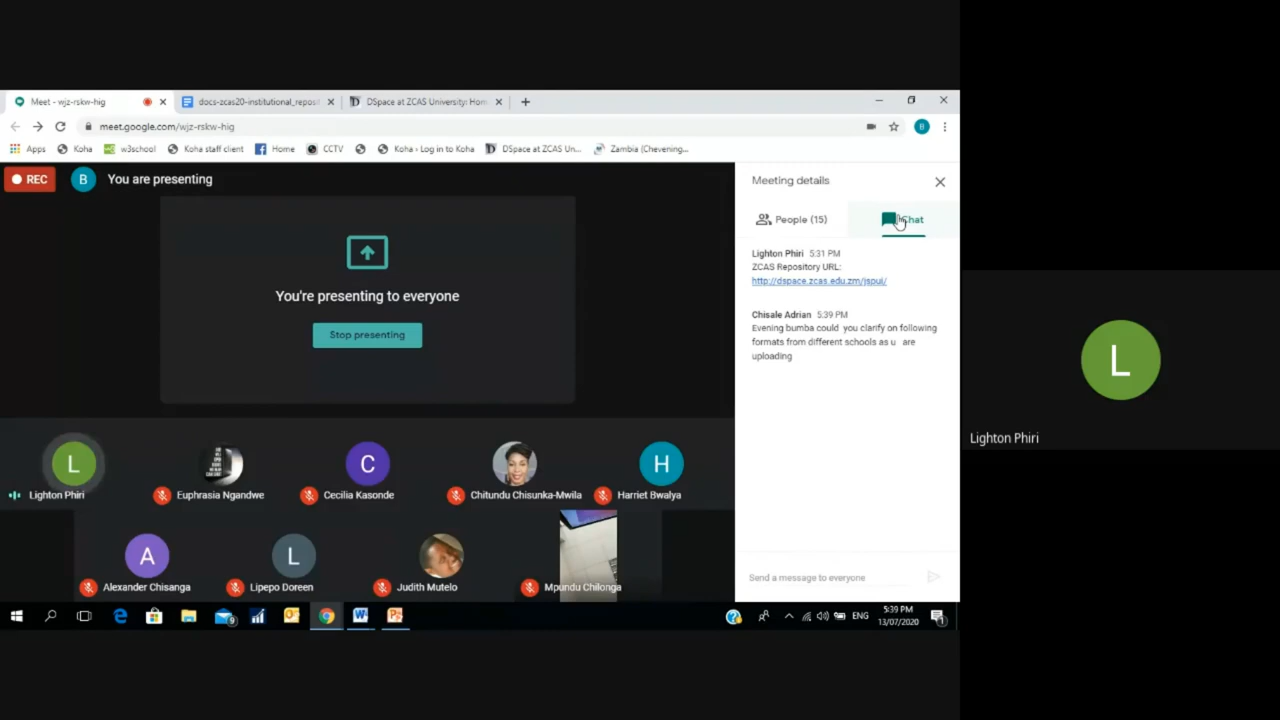 Meet - wjz-rskw-hig
docs-zcas20-institutional_reposit
DSpace at ZCAS University: Hom
meet.google.com/wjz-rskw-hig
B
Apps
Koha
w3school
Koha staff client
Home
CCTV
Koha › Log in to Koha
DSpace at ZCAS Un...
Zambia (Chevening...
REC
B
You are presenting
You're presenting to everyone
Stop presenting
Meeting details
People (15)
Chat
Lighton Phiri 5:31 PM
ZCAS Repository URL:
http://dspace.zcas.edu.zm/jspui/
Chisale Adrian 5:39 PM
Evening bumba could you clarify on following
formats from different schools as u are
uploading
Send a message to everyone
L
Lighton Phiri
Euphrasia Ngandwe
C
Cecilia Kasonde
Chitundu Chisunka-Mwila
H
Harriet Bwalya
A
Alexander Chisanga
L
Lipepo Doreen
Judith Mutelo
Mpundu Chilonga
ENG
5:39 PM
13/07/2020
L
Lighton Phiri